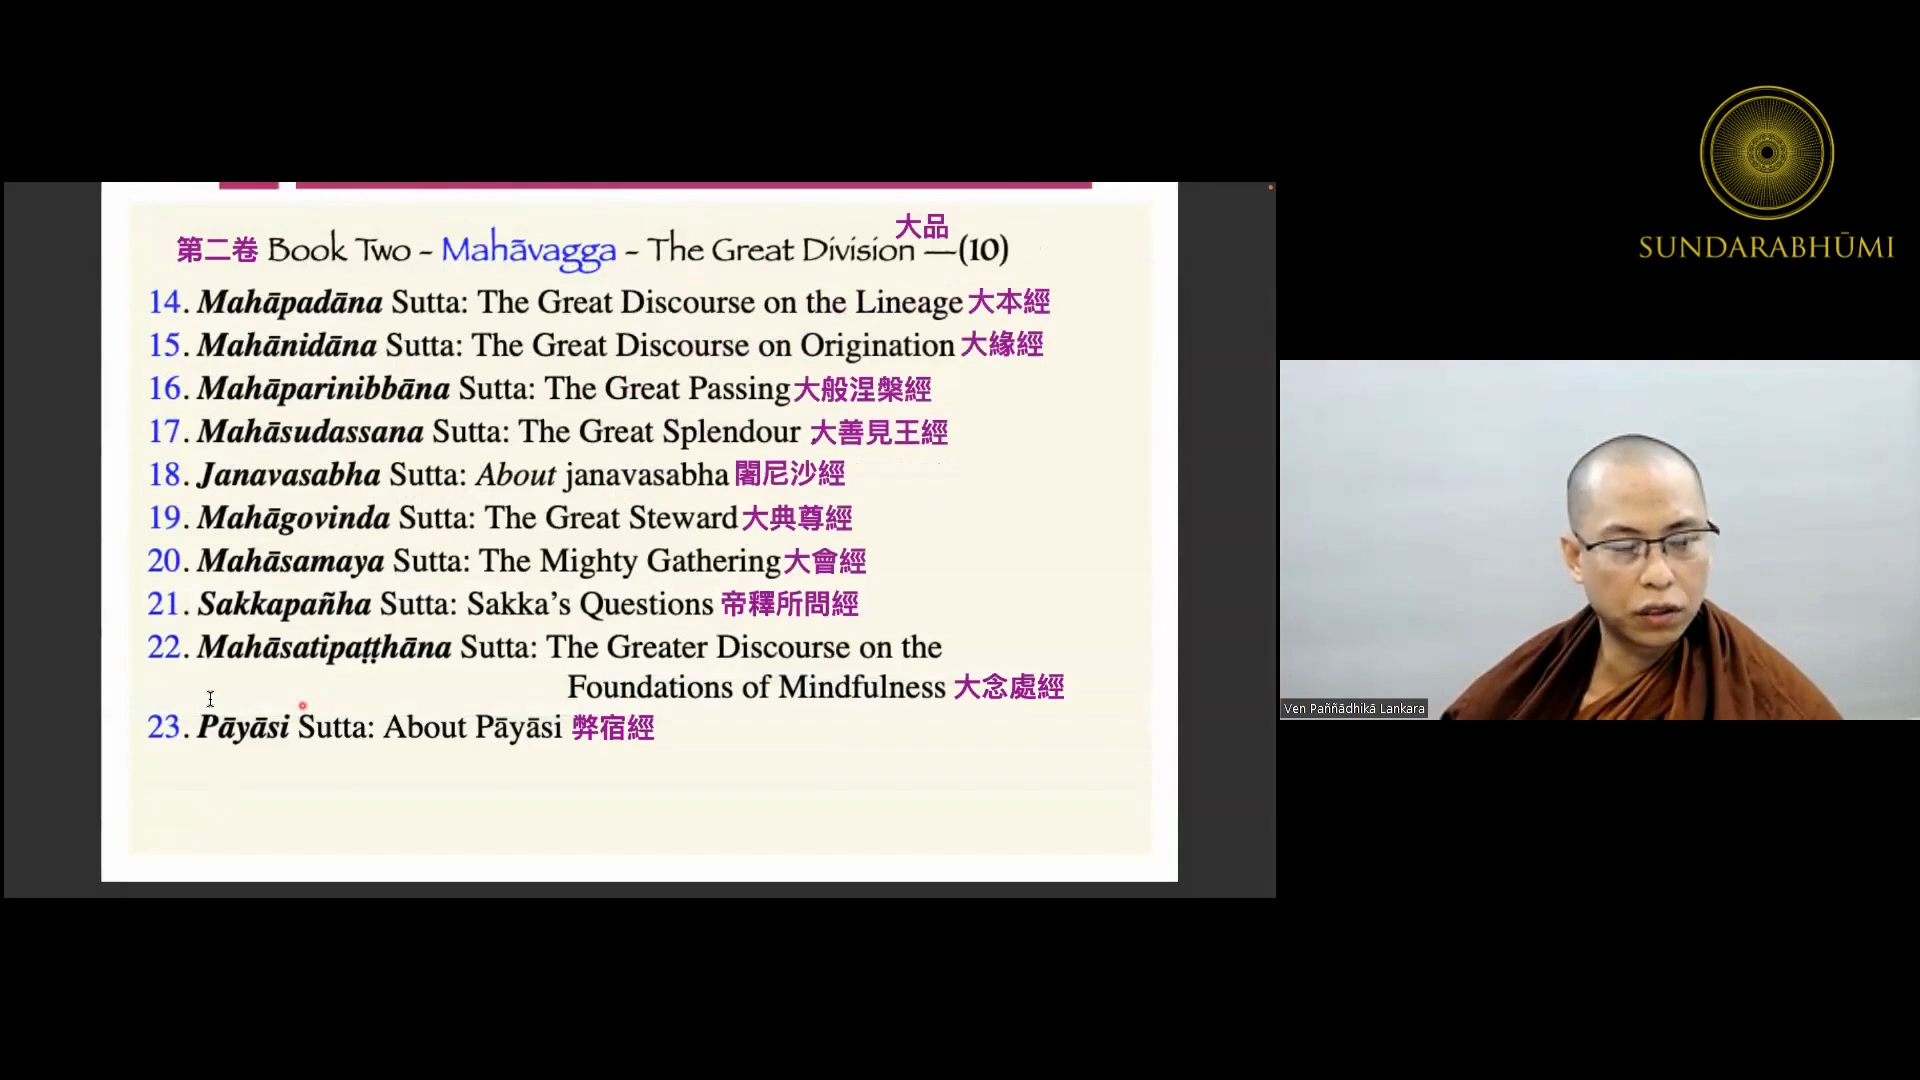 大品
第二卷 Book Two - Mahāvagga - The Great Division —(10)
14. Mahāpadāna Sutta: The Great Discourse on the Lineage 大本經
15. Mahānidāna Sutta: The Great Discourse on Origination 大緣經
16. Mahāparinibbāna Sutta: The Great Passing 大般涅槃經
17. Mahāsudassana Sutta: The Great Splendour 大善見王經
18. Janavasabha Sutta: About janavasabha 闍尼沙經
19. Mahāgovinda Sutta: The Great Steward 大典尊經
20. Mahāsamaya Sutta: The Mighty Gathering 大會經
21. Sakkapañha Sutta: Sakka’s Questions 帝釋所問經
22. Mahāsatipaṭṭhāna Sutta: The Greater Discourse on the
Foundations of Mindfulness 大念處經
23. Pāyāsi Sutta: About Pāyāsi 弊宿經
SUNDARABHŪMI
Ven Paññādhikā Lankara